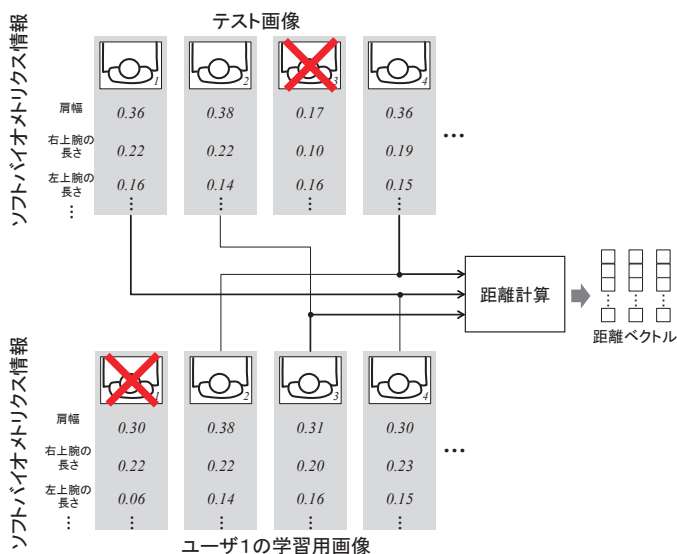 テスト画像
ソフトバイオメトリクス情報
1
2
3
4
肩幅
0.36
0.38
0.17
0.36
右上腕の
長さ
0.22
0.22
0.10
0.19
…
左上腕の
長さ
0.16
0.14
0.16
0.15
⋮
⋮
⋮
⋮
⋮
距離計算
⋮
⋮
⋮
距離ベクトル
ソフトバイオメトリクス情報
1
2
3
4
肩幅
0.30
0.38
0.31
0.30
右上腕の
長さ
0.22
0.22
0.20
0.23
…
左上腕の
長さ
0.06
0.14
0.16
0.15
⋮
⋮
⋮
⋮
⋮
ユーザ1の学習用画像